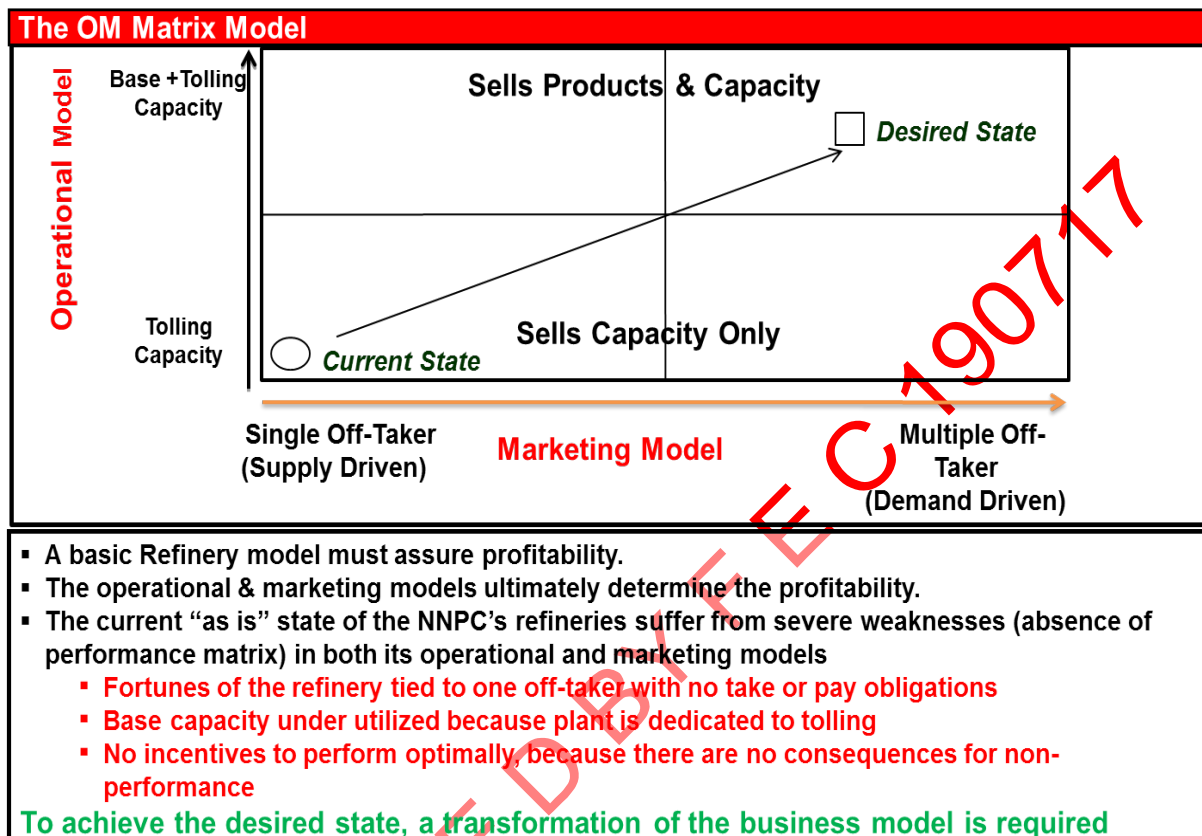 The OM Matrix Model
Operational Model
Base +Tolling
Capacity
Sells Products & Capacity
Desired State
Tolling
Capacity
Sells Capacity Only
Current State
Single Off-Taker
(Supply Driven)
Marketing Model
Multiple Off-
Taker
(Demand Driven)
▪ A basic Refinery model must assure profitability.
▪ The operational & marketing models ultimately determine the profitability.
▪ The current “as is” state of the NNPC’s refineries suffer from severe weaknesses (absence of
performance matrix) in both its operational and marketing models
▪ Fortunes of the refinery tied to one off-taker with no take or pay obligations
▪ Base capacity under utilized because plant is dedicated to tolling
▪ No incentives to perform optimally, because there are no consequences for non-
performance
To achieve the desired state, a transformation of the business model is required
E D B Y F E C 190717